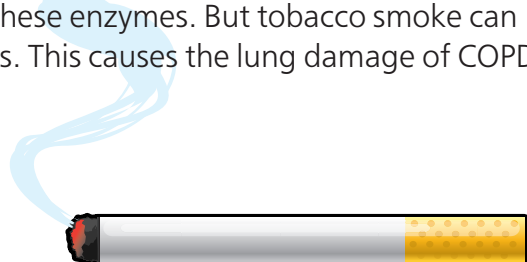 hese enzymes. But tobacco smoke can
s. This causes the lung damage of COPD